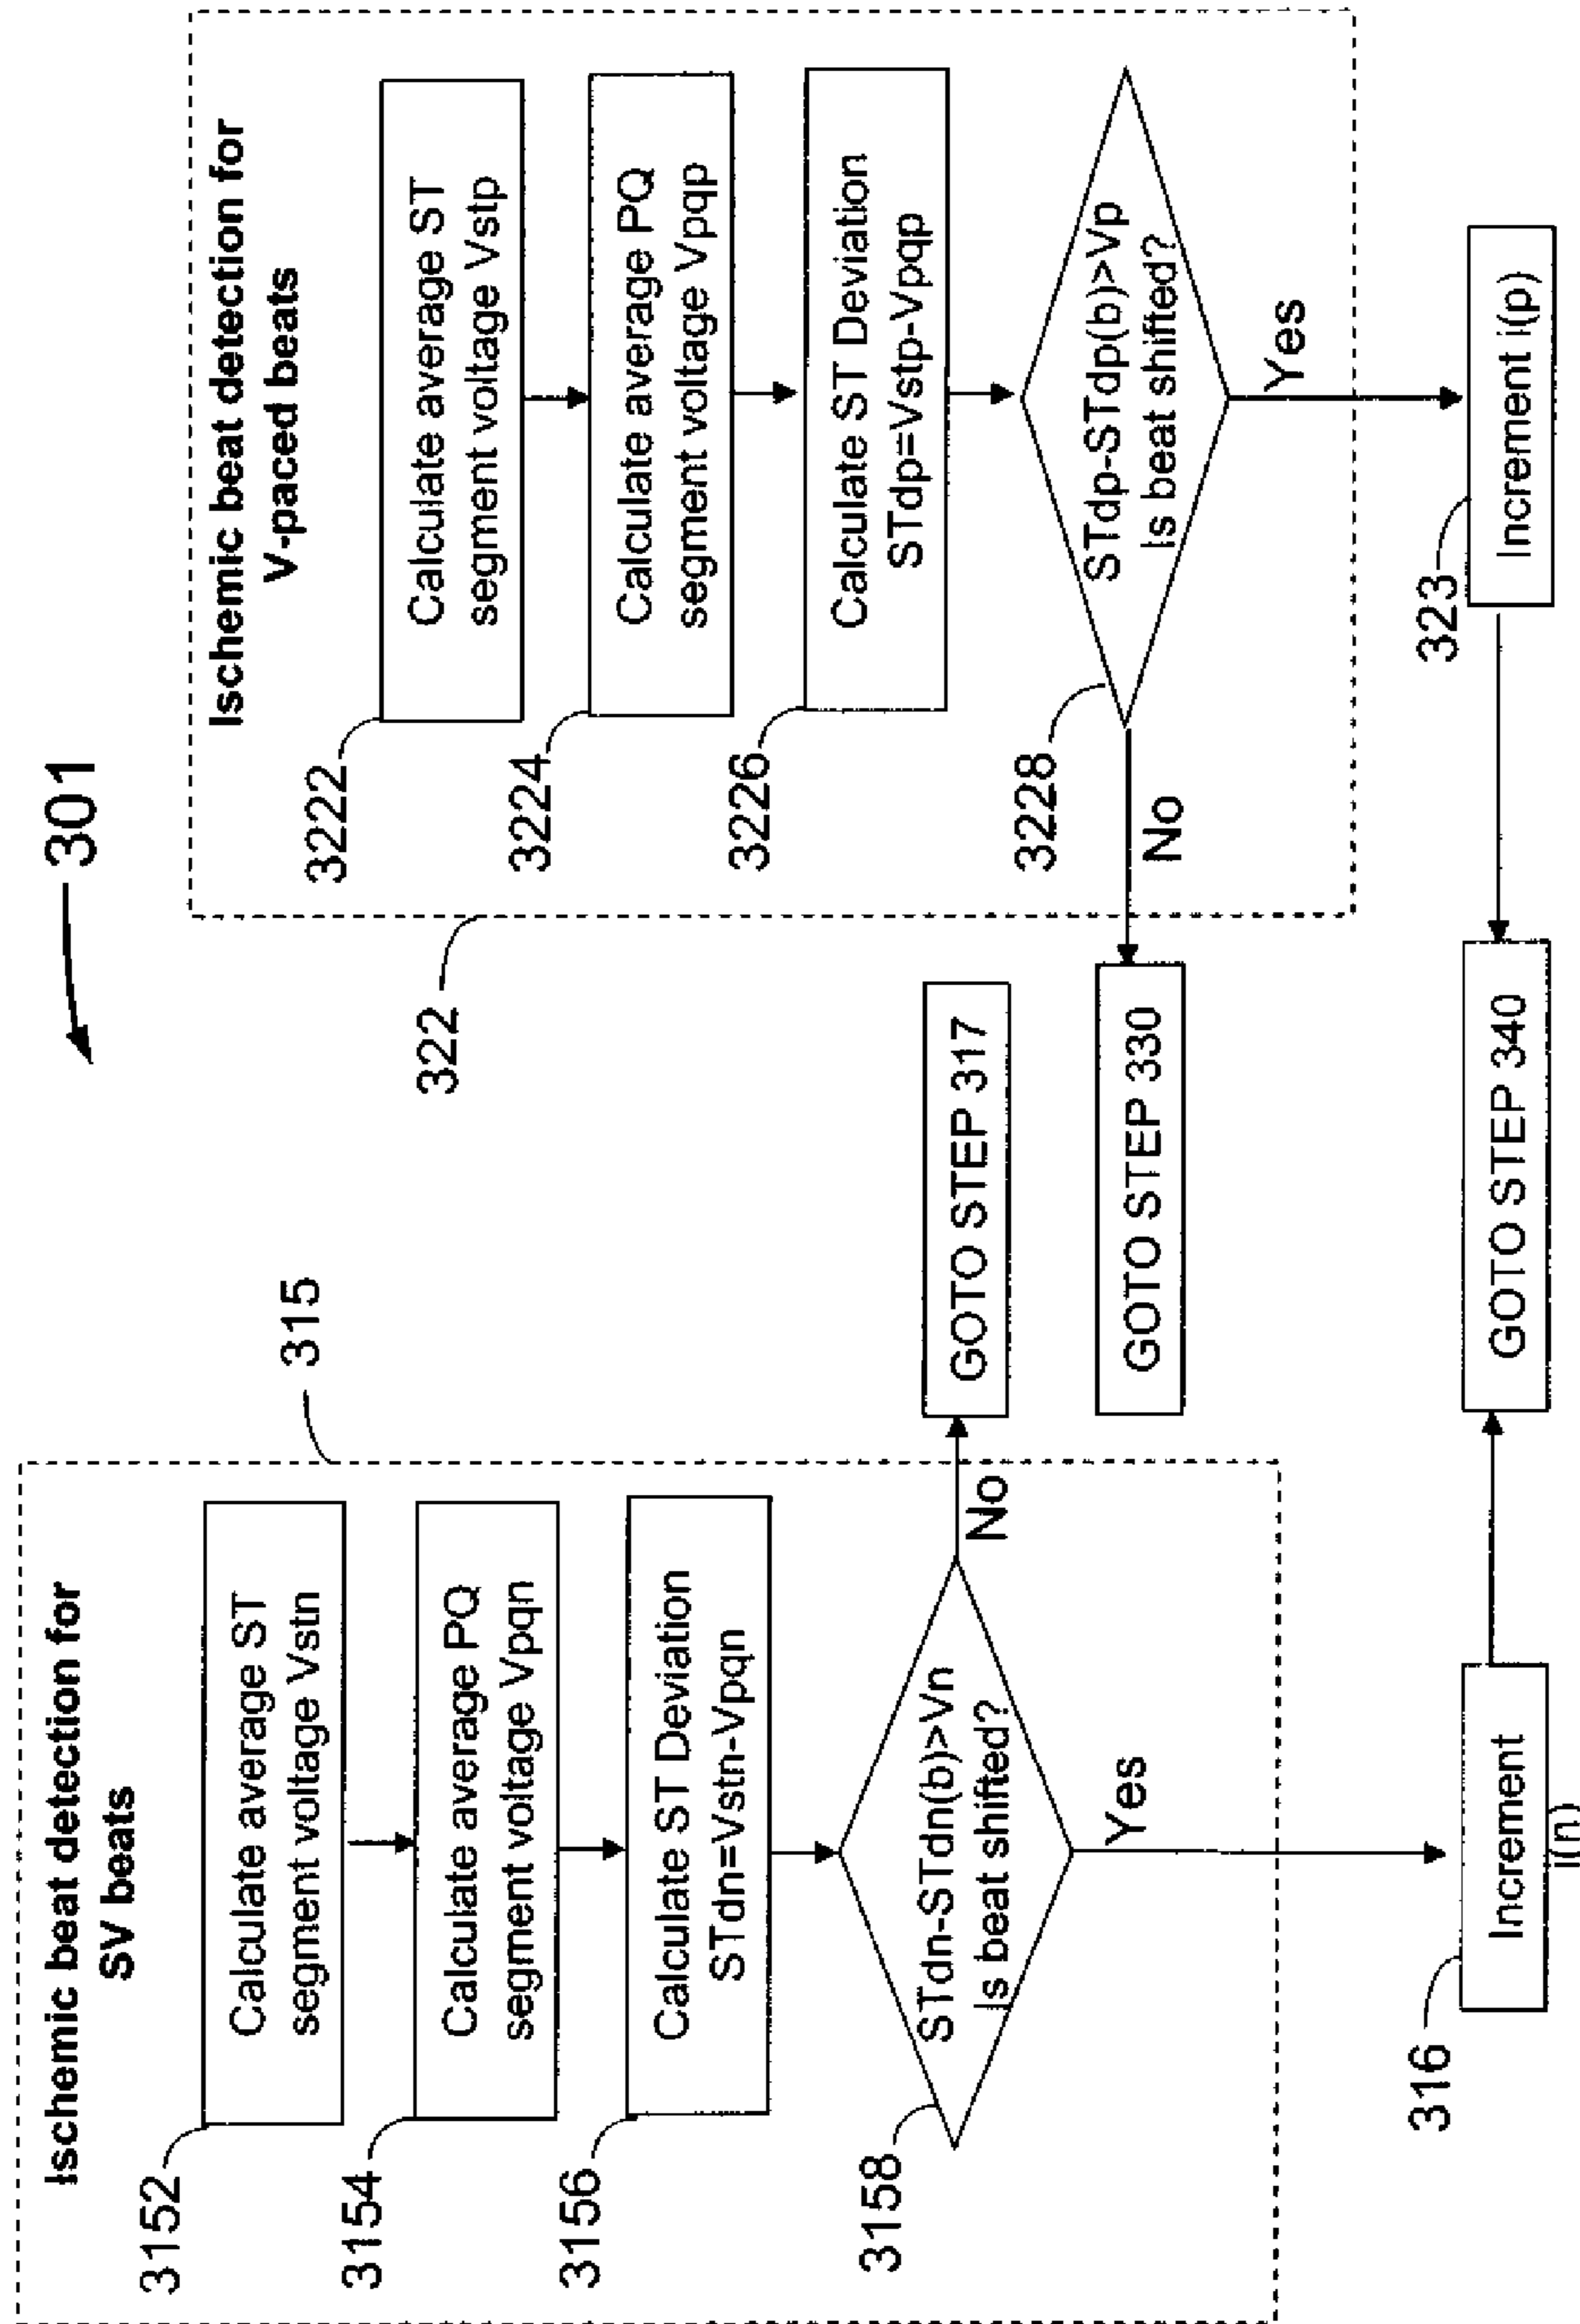 301
Ischemic beat detection for
SV beats
315
3152
Calculate average ST
segment voltage Vstn
3154
Calculate average PQ
segment voltage Vpqn
3156
Calculate ST Deviation
STdn=Vstn-Vpqn
3158
STdn-STdn(b)>Vn
Is beat shifted?
No
GOTO STEP 317
Yes
316
Increment
I(n)
GOTO STEP 340
Ischemic beat detection for
V-paced beats
322
3222
Calculate average ST
segment voltage Vstp
3224
Calculate average PQ
segment voltage Vpqp
3226
Calculate ST Deviation
STdp=Vstp-Vpqp
3228
STdp-STdp(b)>Vp
Is beat shifted?
No
GOTO STEP 330
Yes
323
Increment I(p)